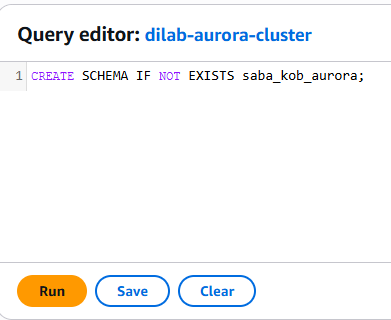 Query editor: dilab-aurora-cluster
1 CREATE SCHEMA IF NOT EXISTS saba_kob_aurora;
Run Save Clear